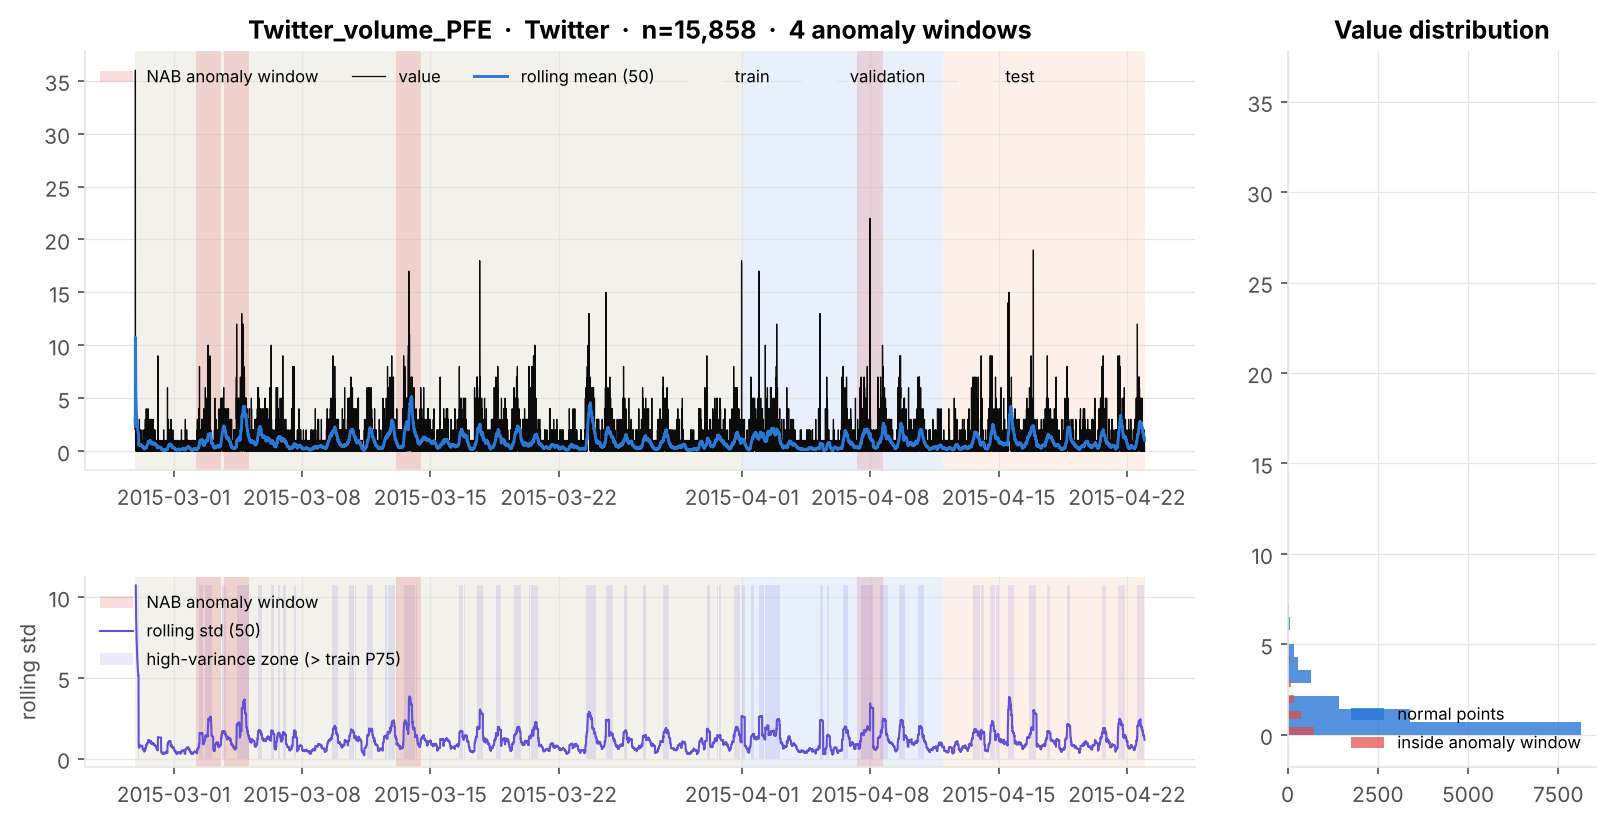 Twitter_volume_PFE · Twitter · n=15,858 · 4 anomaly windows
NAB anomaly window
value
rolling mean (50)
train
validation
test
35
30
25
20
15
10
5
0
2015-03-01
2015-03-08
2015-03-15
2015-03-22
2015-04-01
2015-04-08
2015-04-15
2015-04-22
rolling std
10
5
0
NAB anomaly window
rolling std (50)
high-variance zone (> train P75)
2015-03-01
2015-03-08
2015-03-15
2015-03-22
2015-04-01
2015-04-08
2015-04-15
2015-04-22
Value distribution
35
30
25
20
15
10
5
0
normal points
inside anomaly window
0
2500
5000
7500